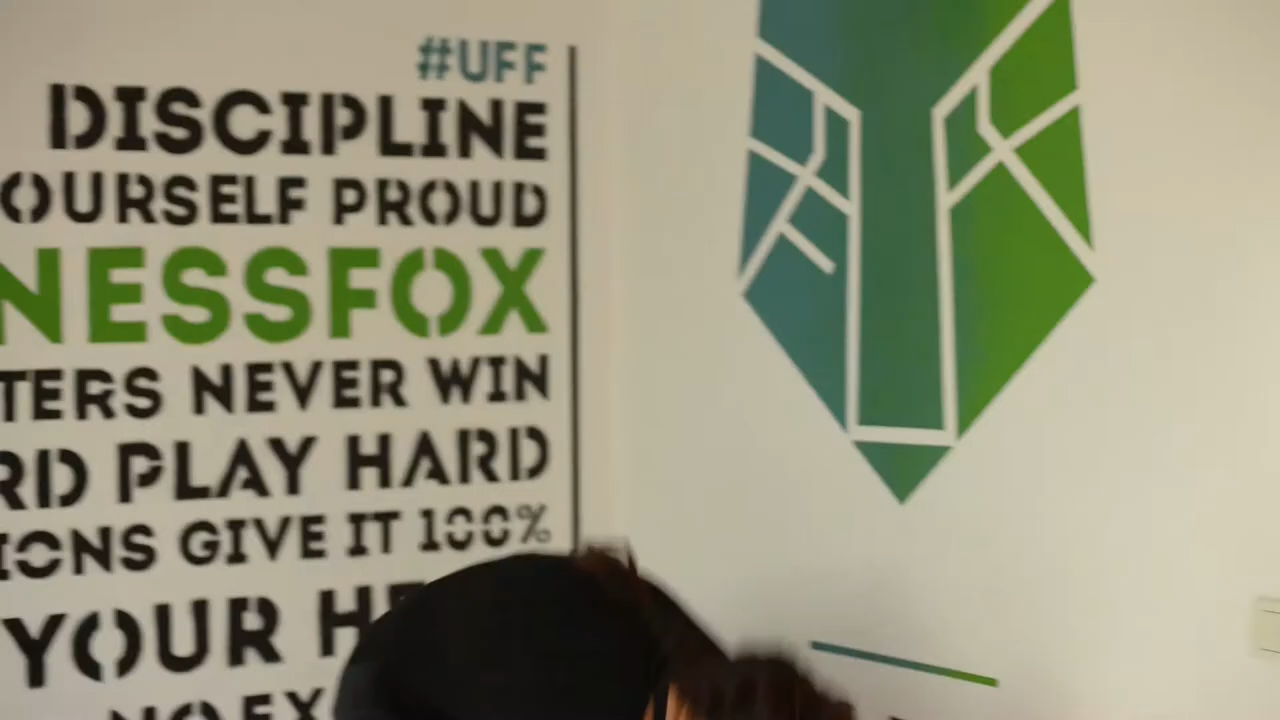 #UFF
DISCIPLINE
OURSELF PROUD
NESSFOX
TERS NEVER WIN
RD PLAY HARD
IONS GIVE IT 100%
YOUR